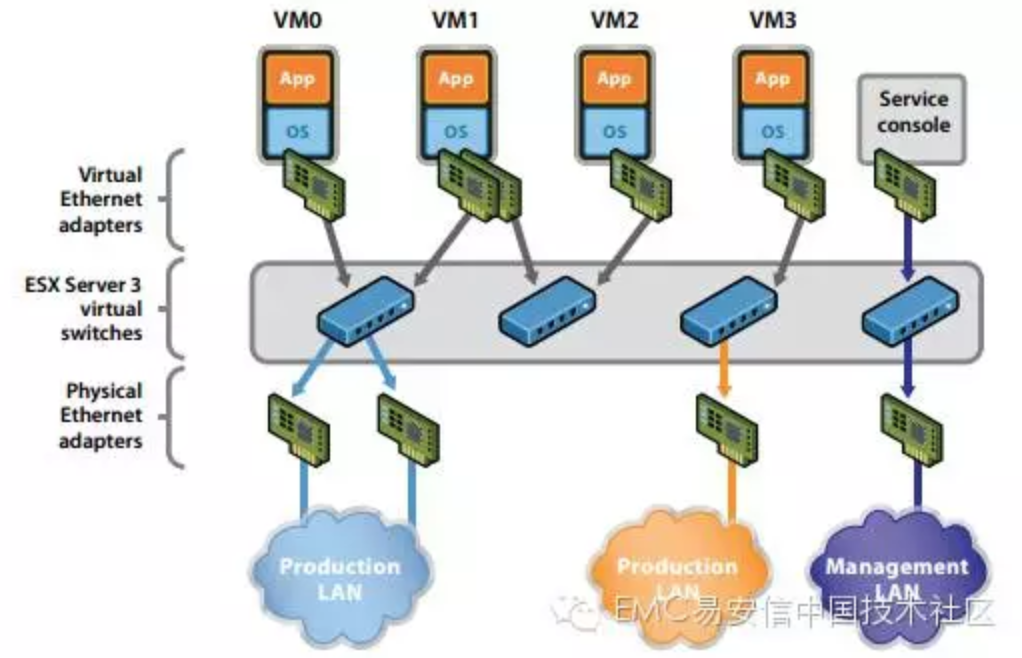 VM0
VM1
VM2
VM3
App
App
App
App
OS
OS
OS
OS
Service
console
Virtual
Ethernet
adapters
ESX Server 3
virtual
switches
Physical
Ethernet
adapters
Production
LAN
Production
LAN
Management
LAN
EMC易安信中国技术社区